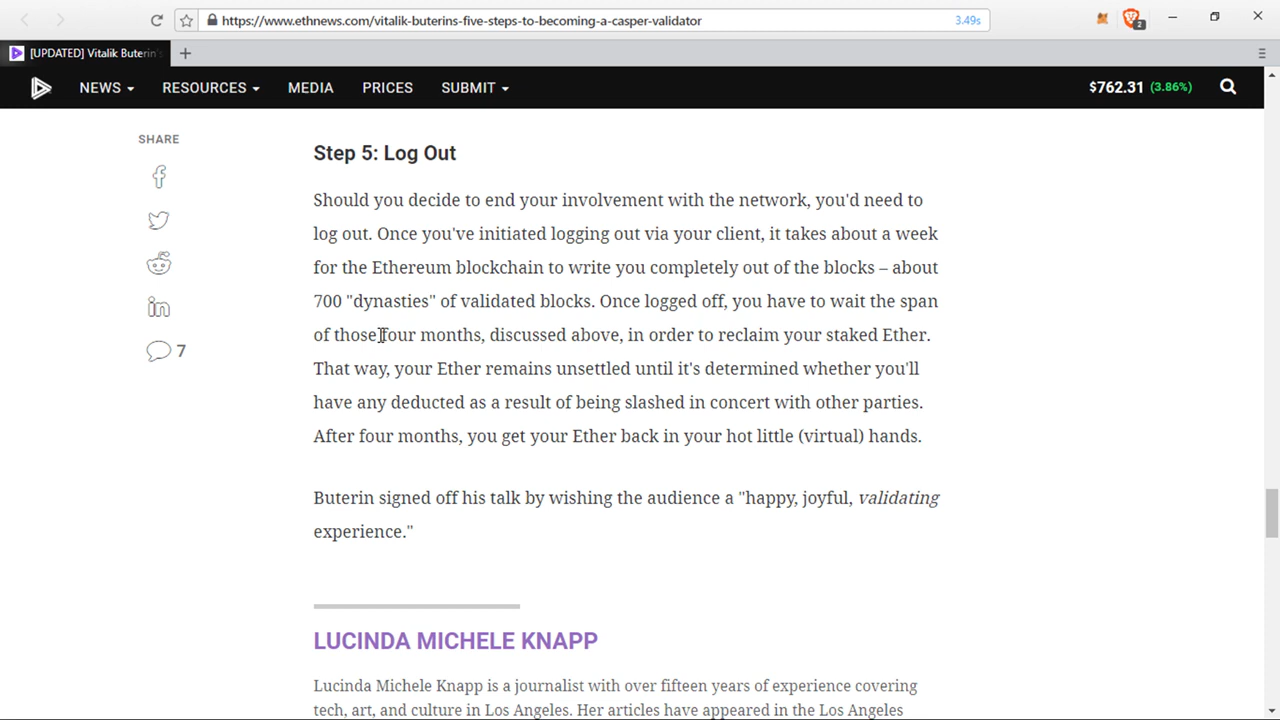 https://www.ethnews.com/vitalik-buterins-five-steps-to-becoming-a-casper-validator
3.49s
2
[UPDATED] Vitalik Buterin'
NEWS
RESOURCES
MEDIA
PRICES
SUBMIT
$762.31 (3.86%)
SHARE
7
Step 5: Log Out
Should you decide to end your involvement with the network, you'd need to
log out. Once you've initiated logging out via your client, it takes about a week
for the Ethereum blockchain to write you completely out of the blocks – about
700 "dynasties" of validated blocks. Once logged off, you have to wait the span
of those four months, discussed above, in order to reclaim your staked Ether.
That way, your Ether remains unsettled until it's determined whether you'll
have any deducted as a result of being slashed in concert with other parties.
After four months, you get your Ether back in your hot little (virtual) hands.
Buterin signed off his talk by wishing the audience a "happy, joyful, validating
experience."
LUCINDA MICHELE KNAPP
Lucinda Michele Knapp is a journalist with over fifteen years of experience covering
tech, art, and culture in Los Angeles. Her articles have appeared in the Los Angeles